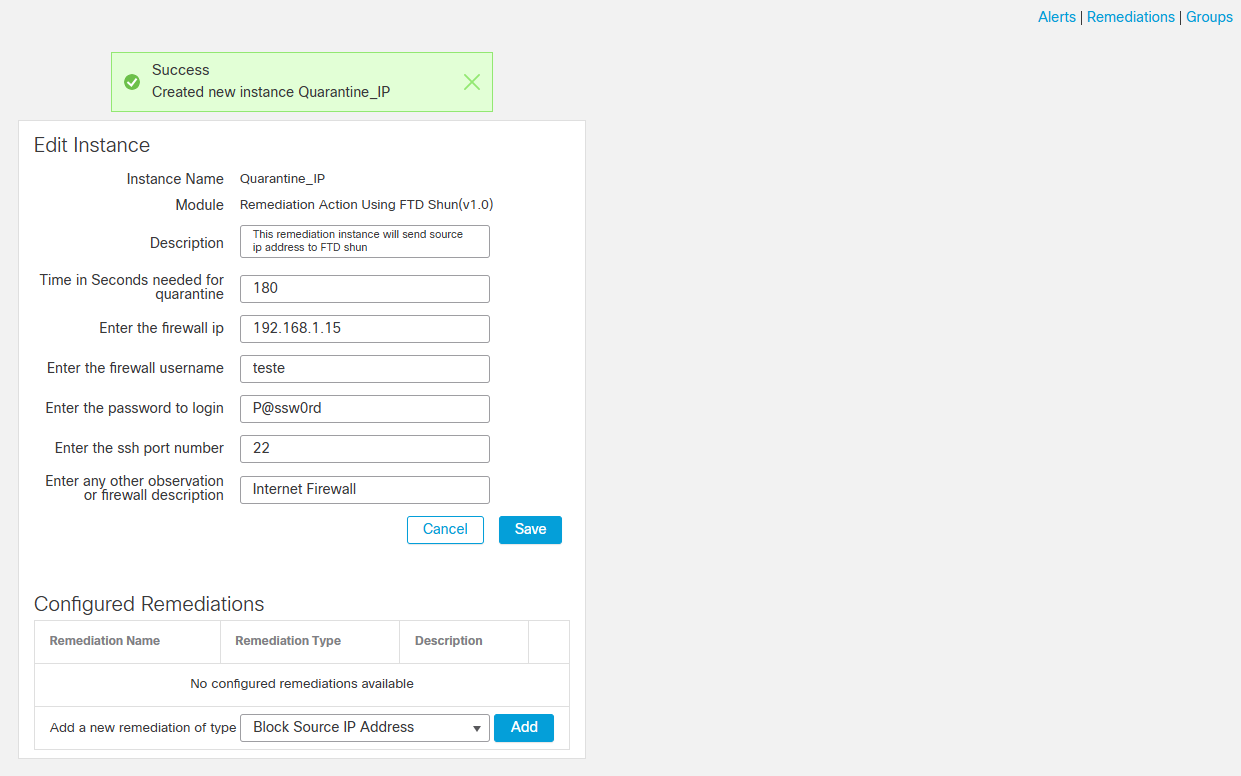 Alerts | Remediations | Groups
Success
Created new instance Quarantine_IP
Edit Instance
Instance Name Quarantine_IP
Module Remediation Action Using FTD Shun(v1.0)
Description This remediation instance will send source
ip address to FTD shun
Time in Seconds needed for
quarantine 180
Enter the firewall ip 192.168.1.15
Enter the firewall username teste
Enter the password to login P@ssw0rd
Enter the ssh port number 22
Enter any other observation
or firewall description Internet Firewall
Cancel Save
Configured Remediations
Remediation Name Remediation Type Description
No configured remediations available
Add a new remediation of type Block Source IP Address Add